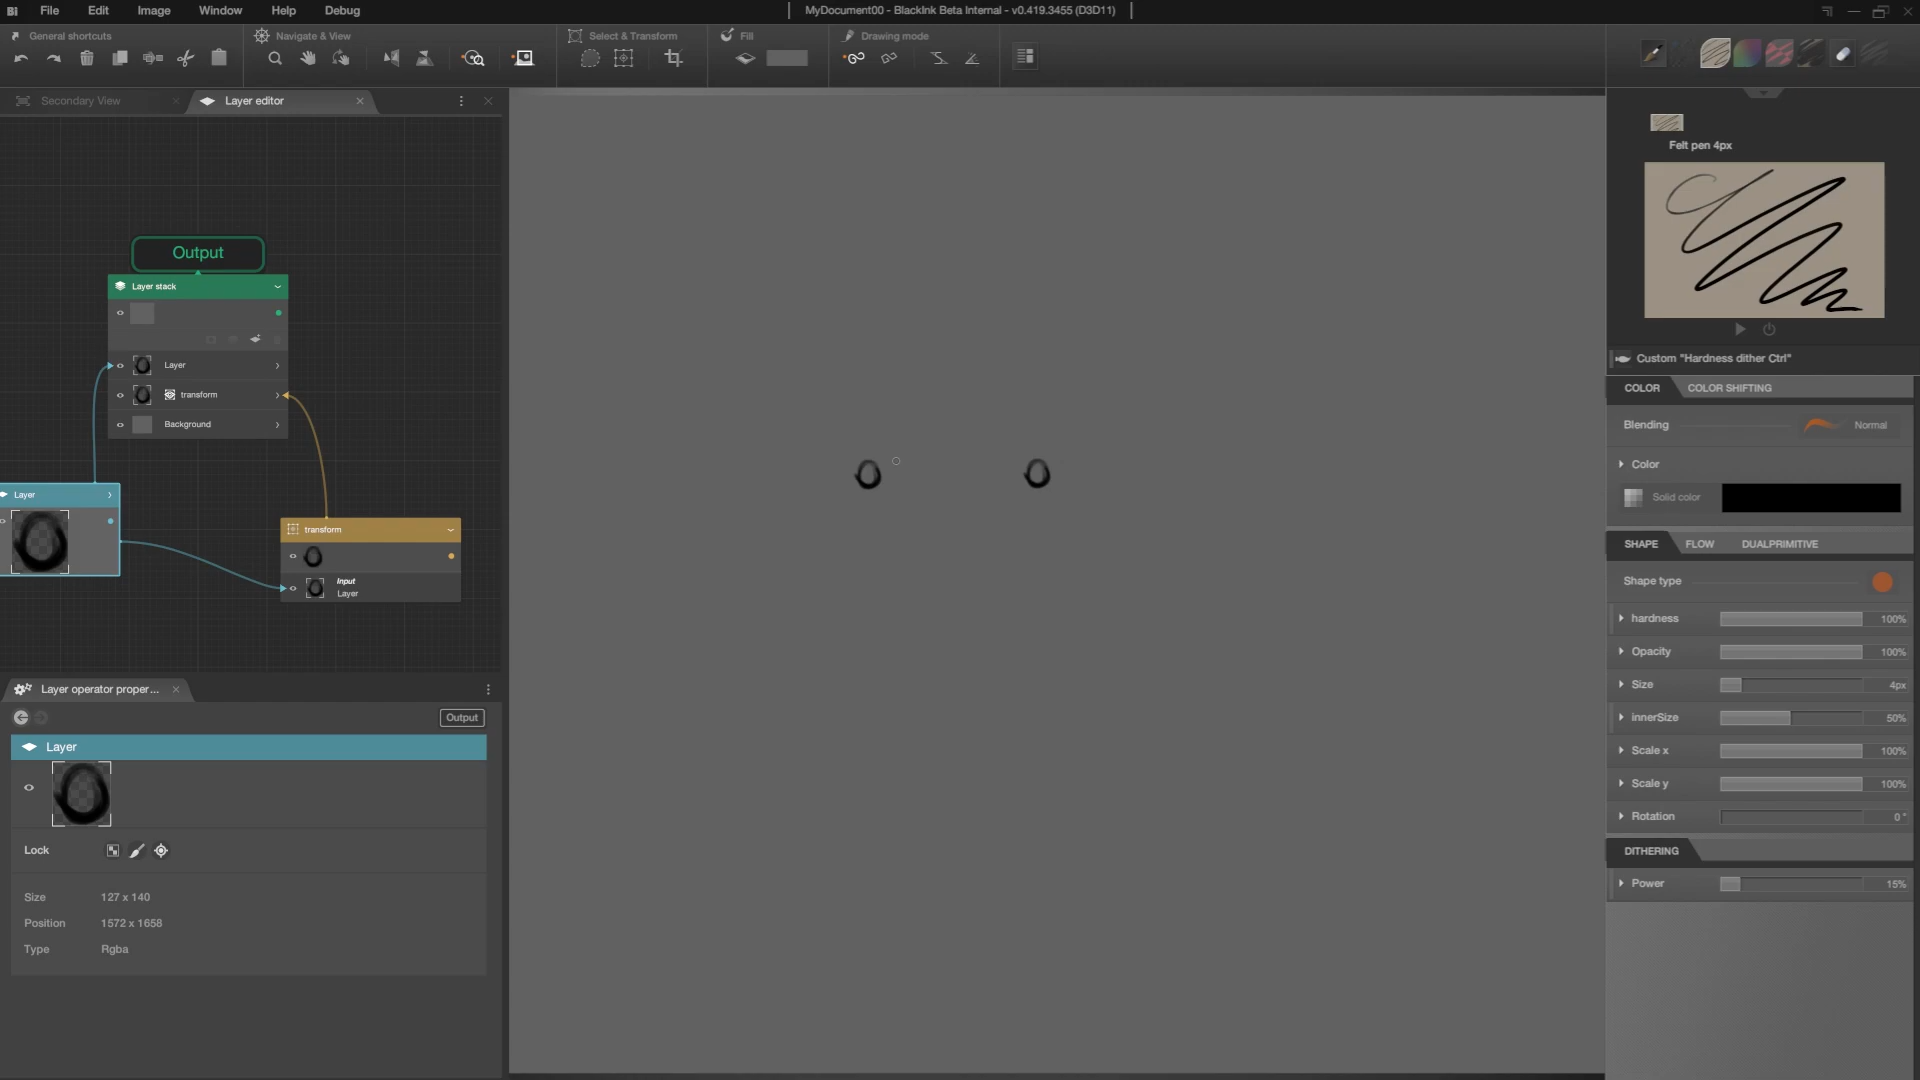 Bi File Edit Image Window Help Debug
MyDocument00 - BlackInk Beta Internal - v0.419.3455 (D3D11)
General shortcuts
Navigate & View
Select & Transform
Fill
Drawing mode
Secondary View
Layer editor
Output
Layer stack
Layer
transform
Background
Layer
transform
Input
Layer
Layer operator proper...
Output
Layer
Lock
Size 127 x 140
Position 1572 x 1658
Type Rgba
Felt pen 4px
Custom "Hardness dither Ctrl"
COLOR COLOR SHIFTING
Blending Normal
Color
Solid color
SHAPE FLOW DUALPRIMITIVE
Shape type
hardness 100%
Opacity 100%
Size 4px
innerSize 50%
Scale x 100%
Scale y 100%
Rotation 0 °
DITHERING
Power 15%